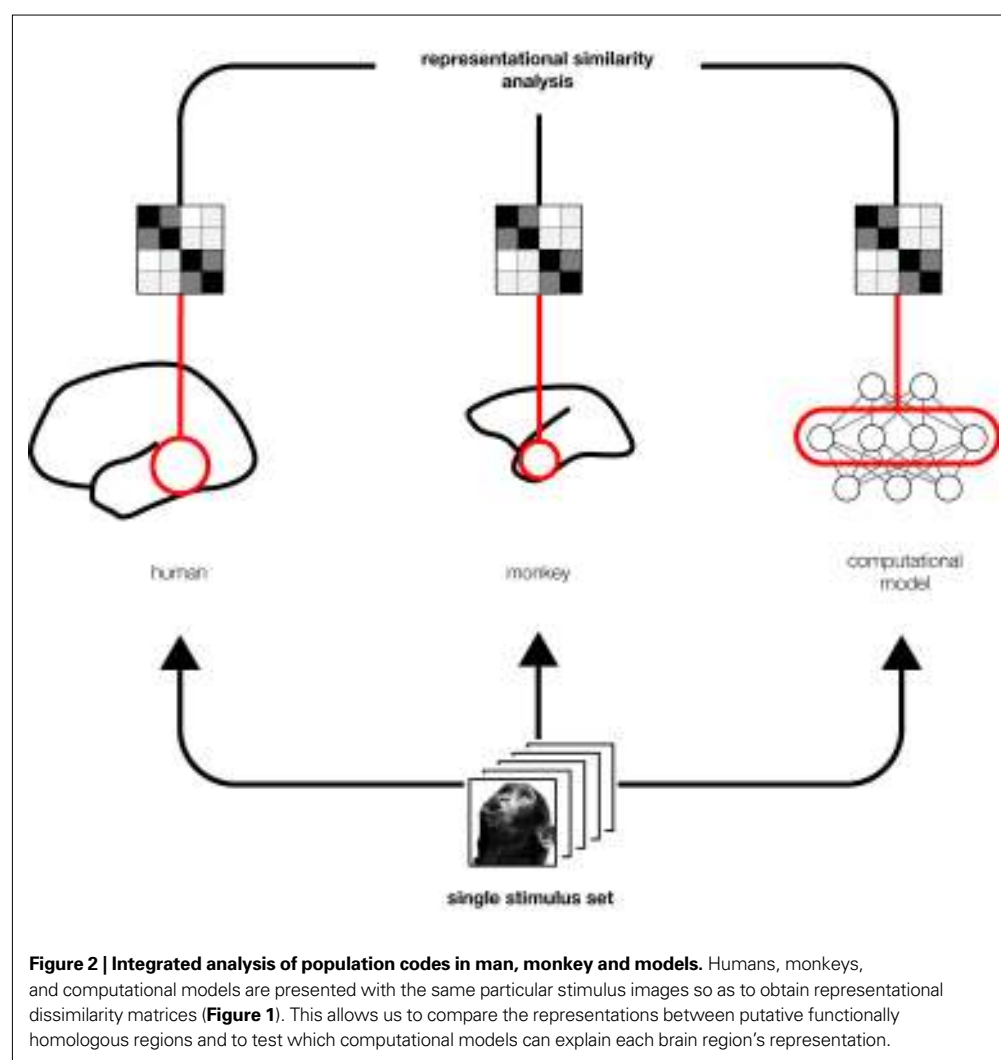 representational similarity
analysis
human
monkey
computational
model
single stimulus set
Figure 2 | Integrated analysis of population codes in man, monkey and models. Humans, monkeys,
and computational models are presented with the same particular stimulus images so as to obtain representational
dissimilarity matrices (Figure 1). This allows us to compare the representations between putative functionally
homologous regions and to test which computational models can explain each brain region's representation.